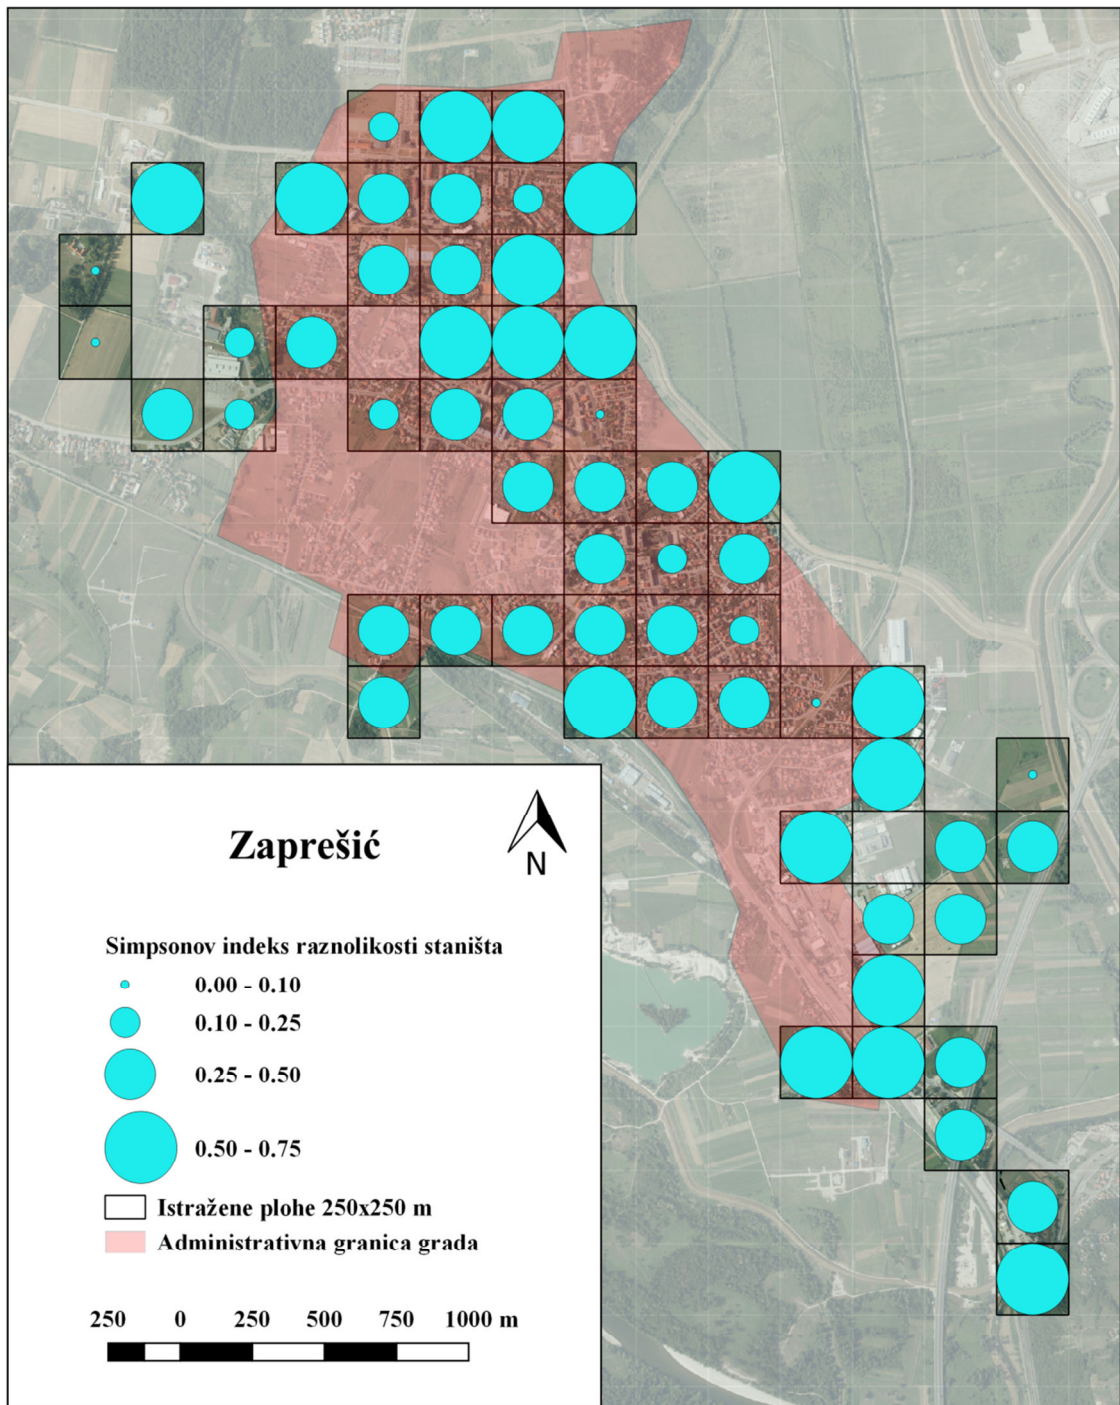 Zaprešić
N
Simpsonov indeks raznolikosti staništa
0.00 - 0.10
0.10 - 0.25
0.25 - 0.50
0.50 - 0.75
Istražene plohe 250x250 m
Administrativna granica grada
250 0 250 500 750 1000 m